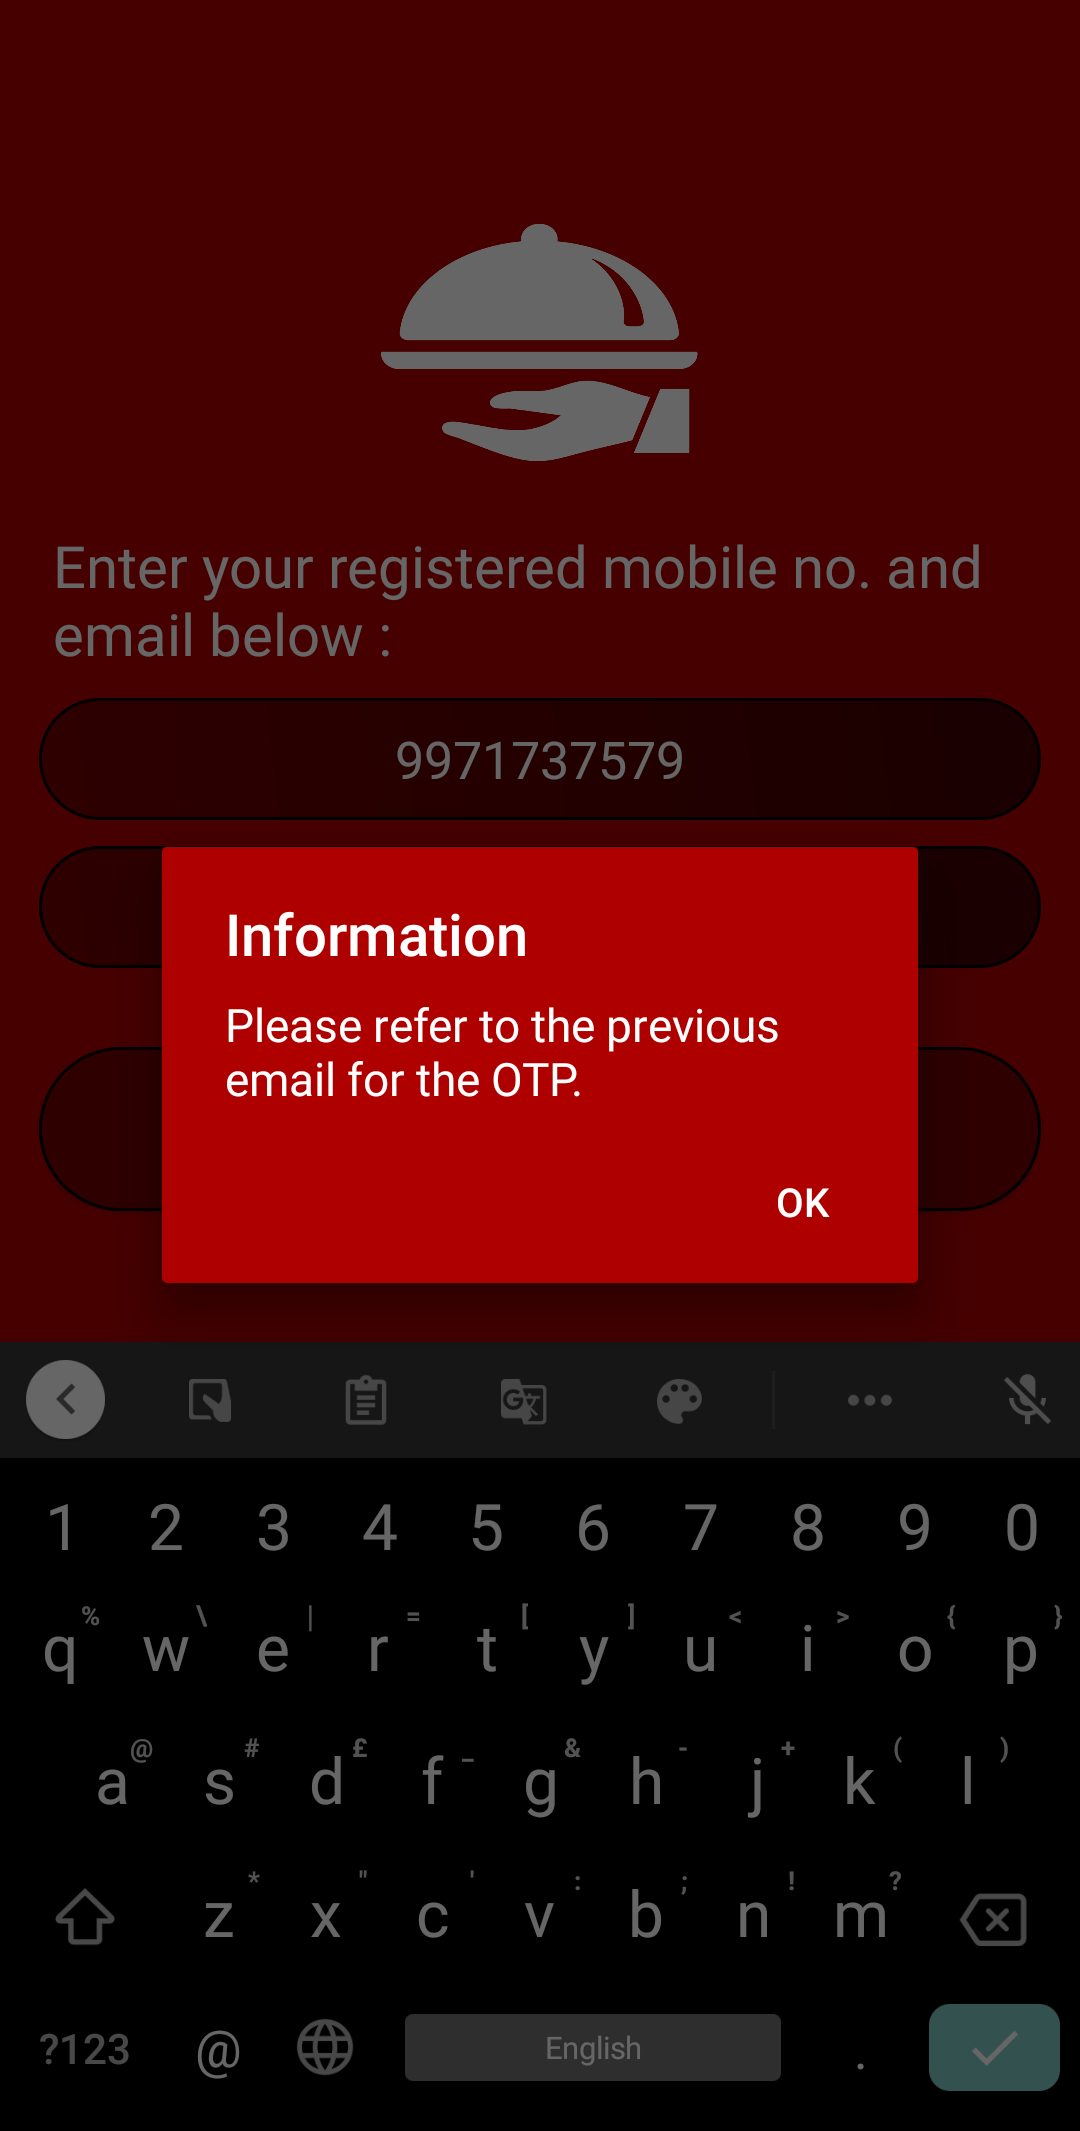 Enter your registered mobile no. and
email below :
9971737579
Information
Please refer to the previous
email for the OTP.
OK
1 2 3 4 5 6 7 8 9 0
% \ | = [ ] < > { }
q w e r t y u i o p
@ # £ _ & - + ( )
a s d f g h j k l
* " ' : ; ! ?
z x c v b n m
?123 @ English .